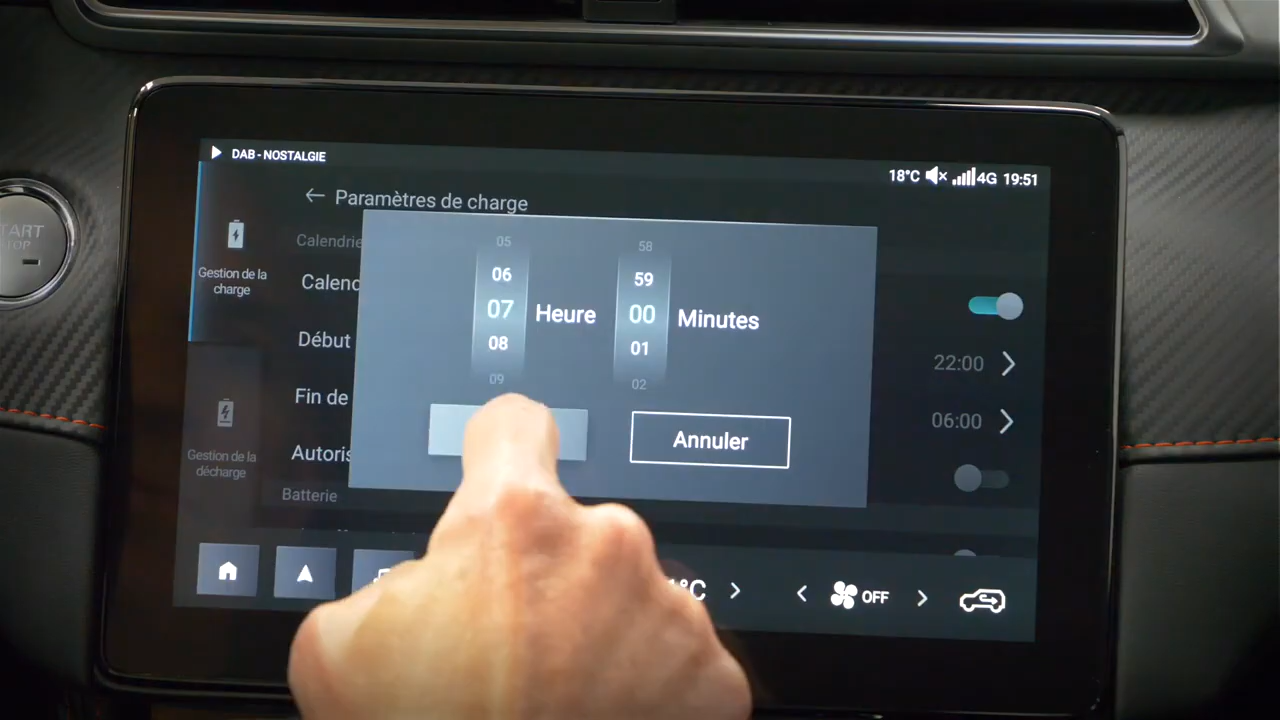 DAB - NOSTALGIE
18°C 4G 19:51
← Paramètres de charge
Gestion de la charge
Gestion de la décharge
Calendrie
Calend
Début
22:00
Fin de
06:00
Autoris
Batterie
05
06
07 Heure
08
09
58
59
00 Minutes
01
02
Annuler
°C
OFF
START